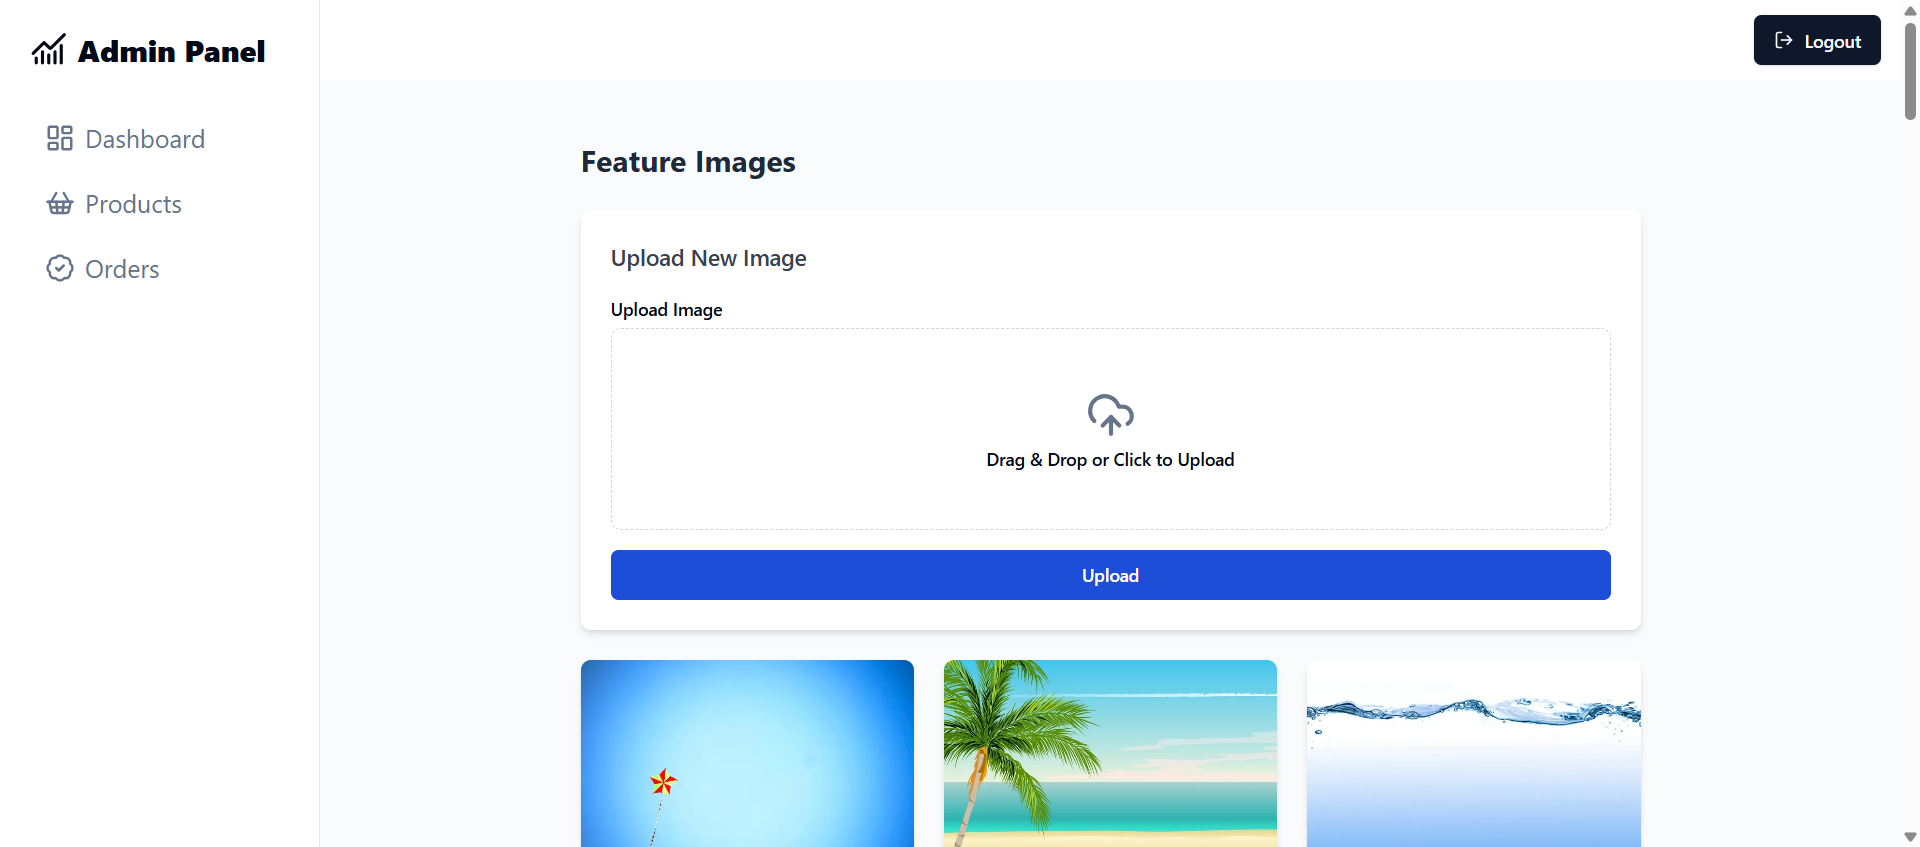 Admin Panel
Logout
Dashboard
Products
Orders
Feature Images
Upload New Image
Upload Image
Drag & Drop or Click to Upload
Upload